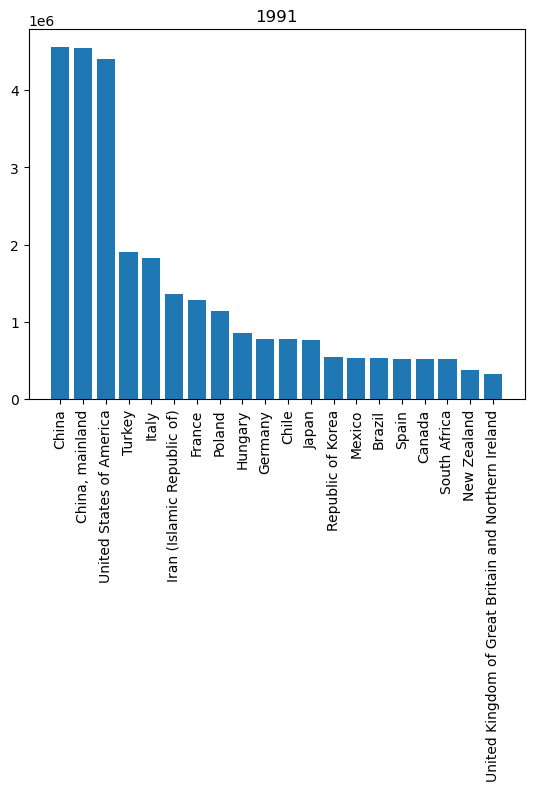 1991
1e6
4
3
2
1
0
China
China, mainland
United States of America
Turkey
Italy
Iran (Islamic Republic of)
France
Poland
Hungary
Germany
Chile
Japan
Republic of Korea
Mexico
Brazil
Spain
Canada
South Africa
New Zealand
United Kingdom of Great Britain and Northern Ireland